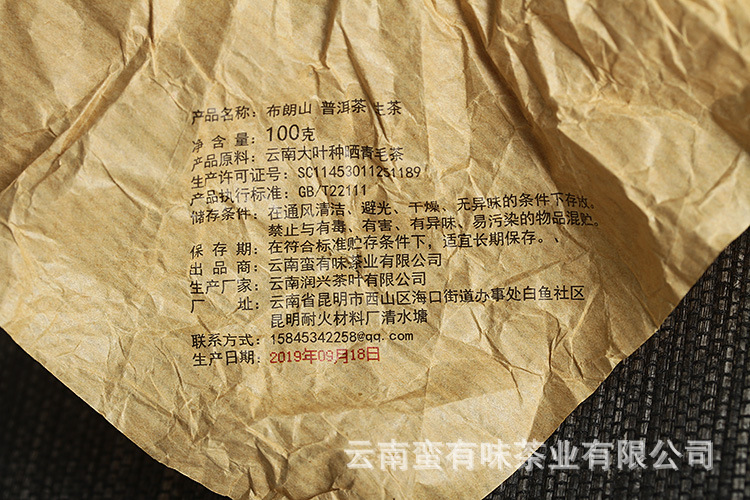 产品名称：布朗山 普洱茶 生茶
净含量：100克
产品原料：云南大叶种晒青毛茶
生产许可证号：SC11453011251189
产品执行标准：GB/T22111
储存条件：在通风清洁、避光、干燥、无异味的条件下存放。
禁止与有毒、有害、有异味、易污染的物品混贮。
保存期：在符合标准贮存条件下，适宜长期保存。
出品商：云南蛮有味茶业有限公司
生产厂家：云南润兴茶叶有限公司
厂址：云南省昆明市西山区海口街道办事处白鱼社区
昆明耐火材料厂清水塘
联系方式：15845342258@qq.com
生产日期：2019年09月18日
云南蛮有味茶业有限公司